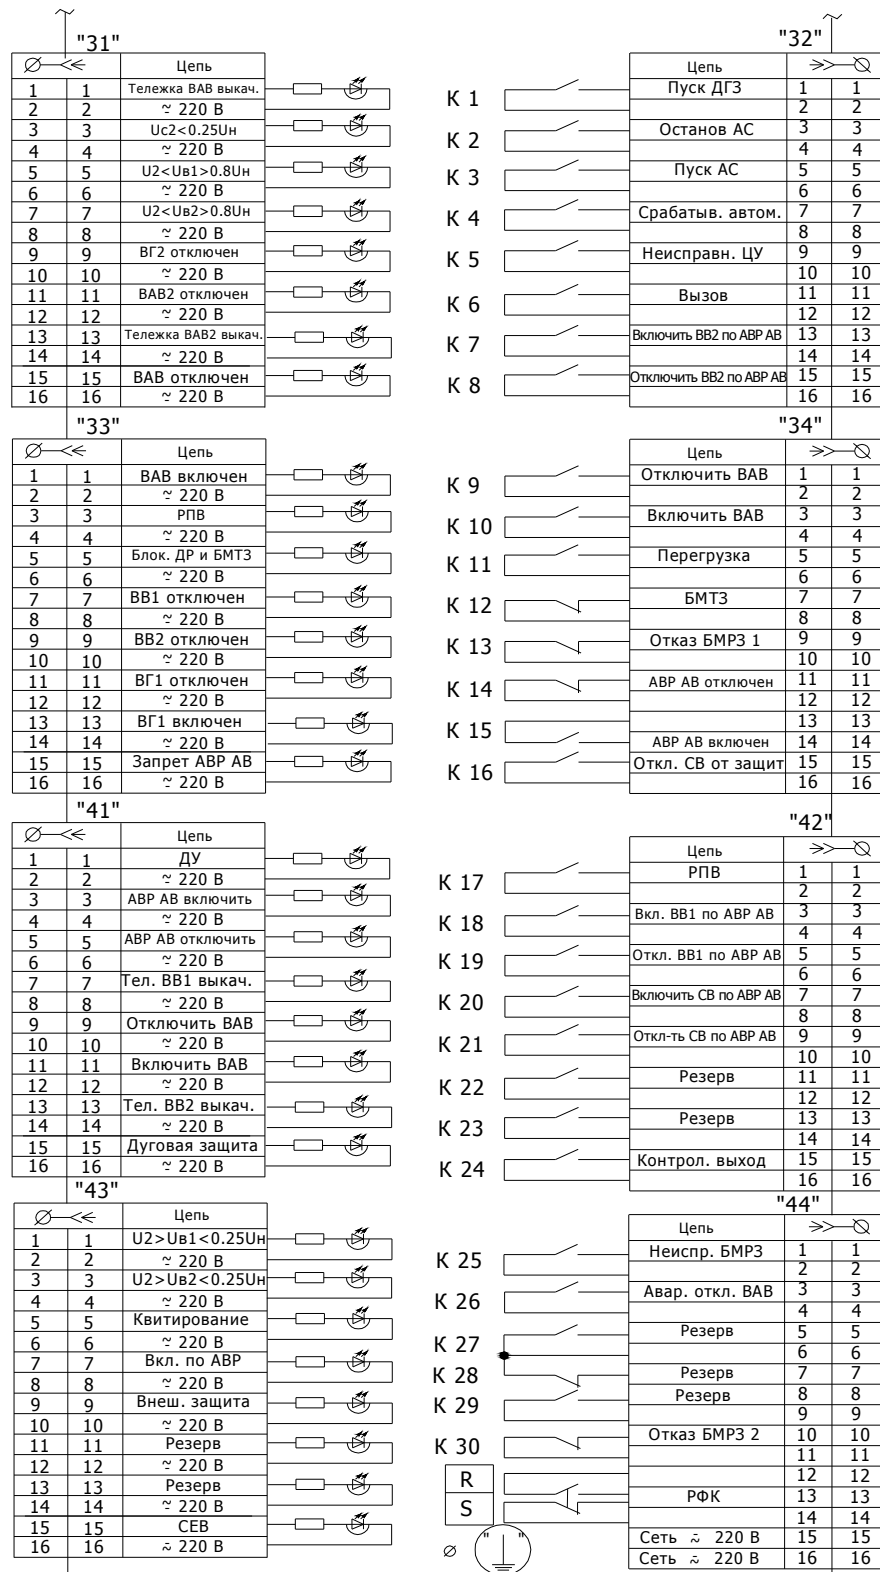 "31"
Цепь
1 1 Тележка ВАВ выкач.
2 2 ~ 220 В
3 3 Uс2<0.25Uн
4 4 ~ 220 В
5 5 U2<Uв1>0.8Uн
6 6 ~ 220 В
7 7 U2<Uв2>0.8Uн
8 8 ~ 220 В
9 9 ВГ2 отключен
10 10 ~ 220 В
11 11 ВАВ2 отключен
12 12 ~ 220 В
13 13 Тележка ВАВ2 выкач.
14 14 ~ 220 В
15 15 ВАВ отключен
16 16 ~ 220 В
"32"
Цепь
К 1 Пуск ДГЗ 1 1
2 2
К 2 Останов АС 3 3
4 4
К 3 Пуск АС 5 5
6 6
К 4 Срабатыв. автом. 7 7
8 8
К 5 Неисправн. ЦУ 9 9
10 10
К 6 Вызов 11 11
12 12
К 7 Включить ВВ2 по АВР АВ 13 13
14 14
К 8 Отключить ВВ2 по АВР АВ 15 15
16 16
"33"
Цепь
1 1 ВАВ включен
2 2 ~ 220 В
3 3 РПВ
4 4 ~ 220 В
5 5 Блок. ДР и БМТЗ
6 6 ~ 220 В
7 7 ВВ1 отключен
8 8 ~ 220 В
9 9 ВВ2 отключен
10 10 ~ 220 В
11 11 ВГ1 отключен
12 12 ~ 220 В
13 13 ВГ1 включен
14 14 ~ 220 В
15 15 Запрет АВР АВ
16 16 ~ 220 В
"34"
Цепь
К 9 Отключить ВАВ 1 1
2 2
К 10 Включить ВАВ 3 3
4 4
К 11 Перегрузка 5 5
6 6
К 12 БМТЗ 7 7
8 8
К 13 Отказ БМРЗ 1 9 9
10 10
К 14 АВР АВ отключен 11 11
12 12
К 15 13 13
АВР АВ включен 14 14
К 16 Откл. СВ от защит 15 15
16 16
"41"
Цепь
1 1 ДУ
2 2 ~ 220 В
3 3 АВР АВ включить
4 4 ~ 220 В
5 5 АВР АВ отключить
6 6 ~ 220 В
7 7 Тел. ВВ1 выкач.
8 8 ~ 220 В
9 9 Отключить ВАВ
10 10 ~ 220 В
11 11 Включить ВАВ
12 12 ~ 220 В
13 13 Тел. ВВ2 выкач.
14 14 ~ 220 В
15 15 Дуговая защита
16 16 ~ 220 В
"42"
Цепь
К 17 РПВ 1 1
2 2
К 18 Вкл. ВВ1 по АВР АВ 3 3
4 4
К 19 Откл. ВВ1 по АВР АВ 5 5
6 6
К 20 Включить СВ по АВР АВ 7 7
8 8
К 21 Откл-ть СВ по АВР АВ 9 9
10 10
К 22 Резерв 11 11
12 12
К 23 Резерв 13 13
14 14
К 24 Контрол. выход 15 15
16 16
"43"
Цепь
1 1 U2>Uв1<0.25Uн
2 2 ~ 220 В
3 3 U2>Uв2<0.25Uн
4 4 ~ 220 В
5 5 Квитирование
6 6 ~ 220 В
7 7 Вкл. по АВР
8 8 ~ 220 В
9 9 Внеш. защита
10 10 ~ 220 В
11 11 Резерв
12 12 ~ 220 В
13 13 Резерв
14 14 ~ 220 В
15 15 СЕВ
16 16 ~ 220 В
"44"
Цепь
К 25 Неиспр. БМРЗ 1 1
2 2
К 26 Авар. откл. ВАВ 3 3
4 4
К 27 Резерв 5 5
6 6
К 28 Резерв 7 7
К 29 Резерв 8 8
9 9
К 30 Отказ БМРЗ 2 10 10
11 11
R 12 12
S РФК 13 13
14 14
Сеть ~ 220 В 15 15
Сеть ~ 220 В 16 16
" "